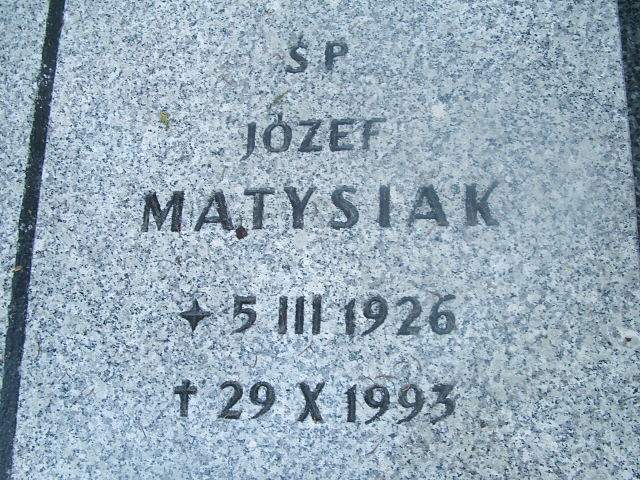 ŚP
JÓZEF
MATYSIAK
✦ 5 III 1926
✝ 29 X 1993